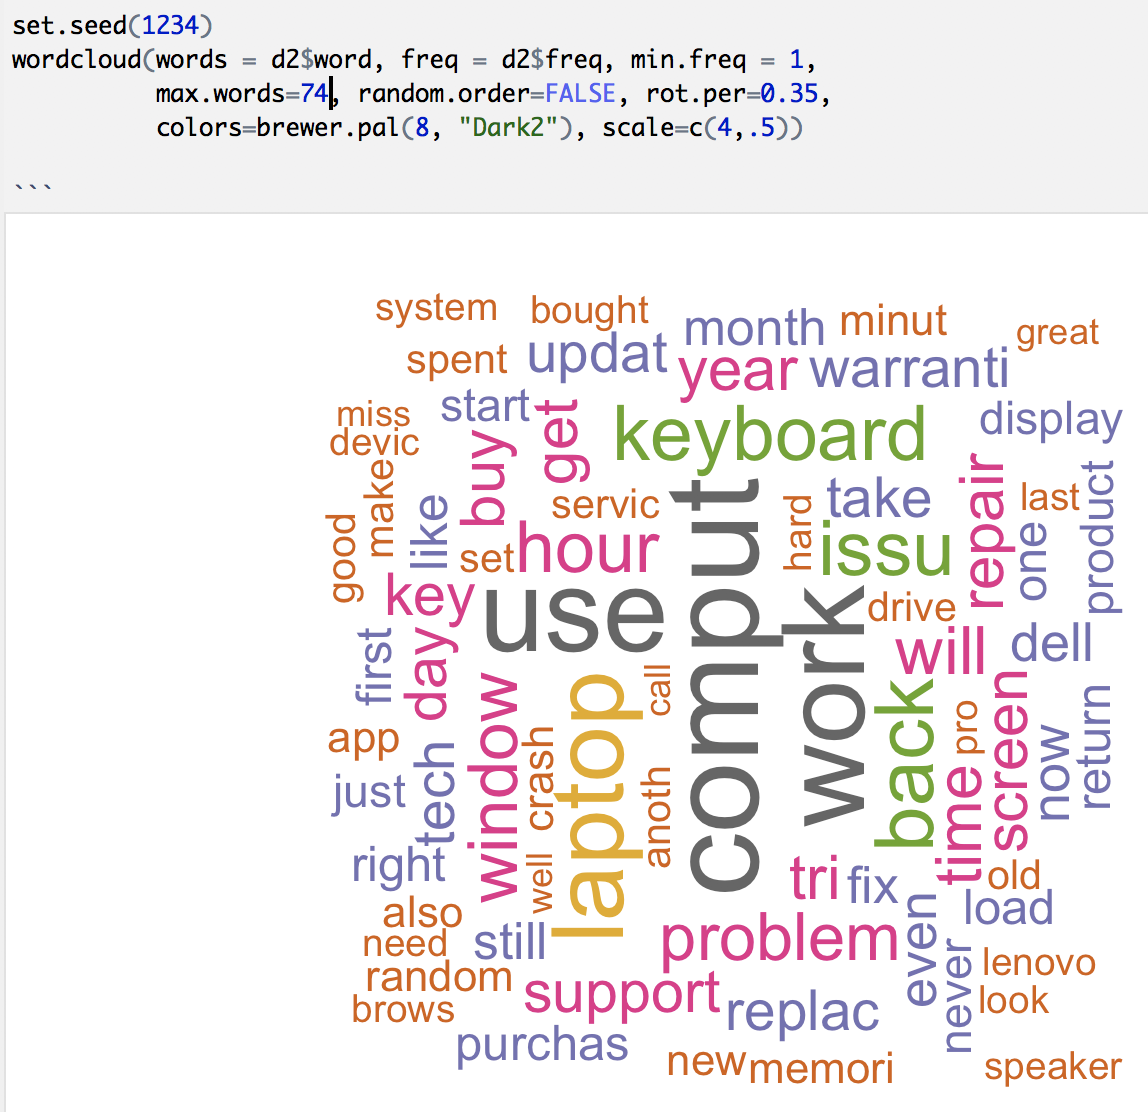 set.seed(1234)
wordcloud(words = d2$word, freq = d2$freq, min.freq = 1,
max.words=74, random.order=FALSE, rot.per=0.35,
colors=brewer.pal(8, "Dark2"), scale=c(4,.5))
```
system
bought
month
minut
great
spent
updat
year
warranti
miss
start
get
keyboard
display
devic
buy
make
servic
comput
take
repair
last
product
good
like
set
hour
hard
issu
one
key
use
work
drive
first
day
will
dell
window
laptop
call
back
screen
return
app
tech
crash
pro
now
just
anoth
time
right
well
tri
fix
old
also
still
problem
even
load
need
random
support
never
lenovo
brows
replac
look
purchas
new
memori
speaker